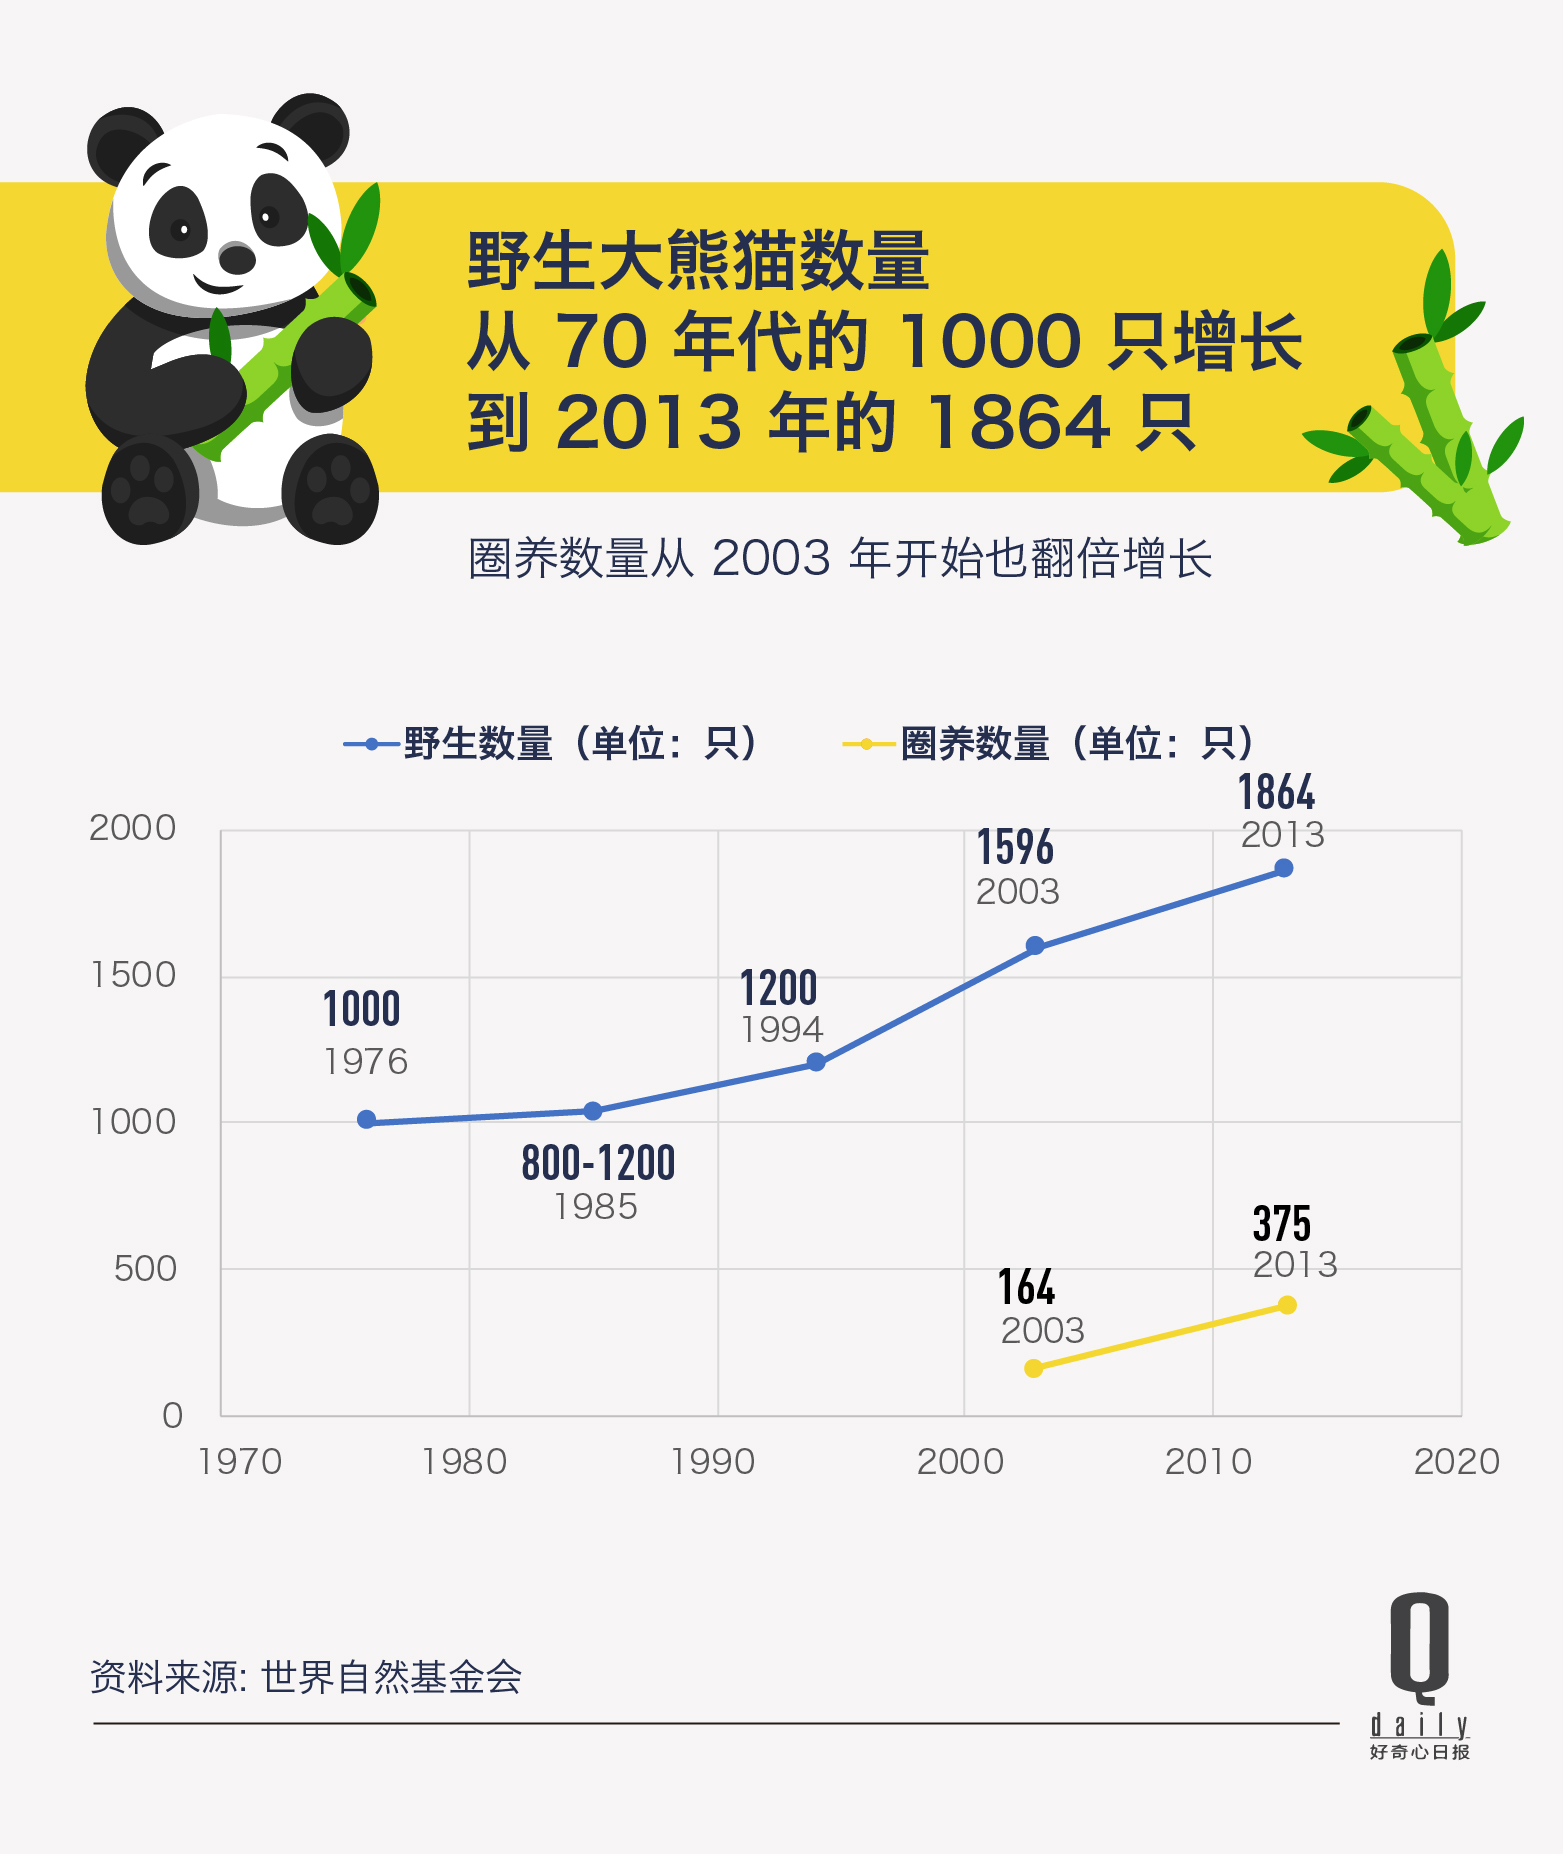 野生大熊猫数量
从 70 年代的 1000 只增长
到 2013 年的 1864 只
圈养数量从 2003 年开始也翻倍增长
野生数量（单位：只）
圈养数量（单位：只）
1864
2013
2000
1596
2003
1500
1200
1994
1000
1976
1000
800-1200
1985
375
2013
500
164
2003
0
1970 1980 1990 2000 2010 2020
资料来源: 世界自然基金会
Q
daily
好奇心日报